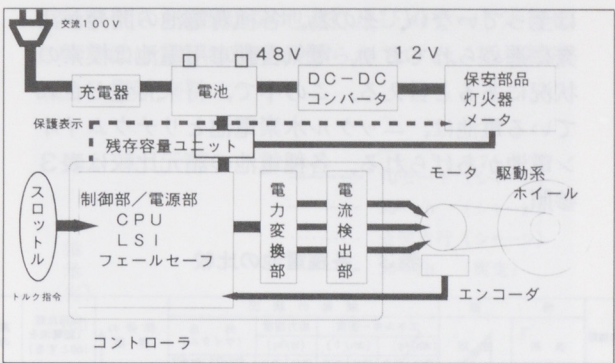 交流100V
48V
12V
充電器
電池
DC-DC
コンバータ
保安部品
灯火器
メータ
保護表示
残存容量ユニット
スロットル
トルク指令
制御部/電源部
CPU
LSI
フェールセーフ
電力変換部
電流検出部
モータ
駆動系
ホイール
エンコーダ
コントローラ